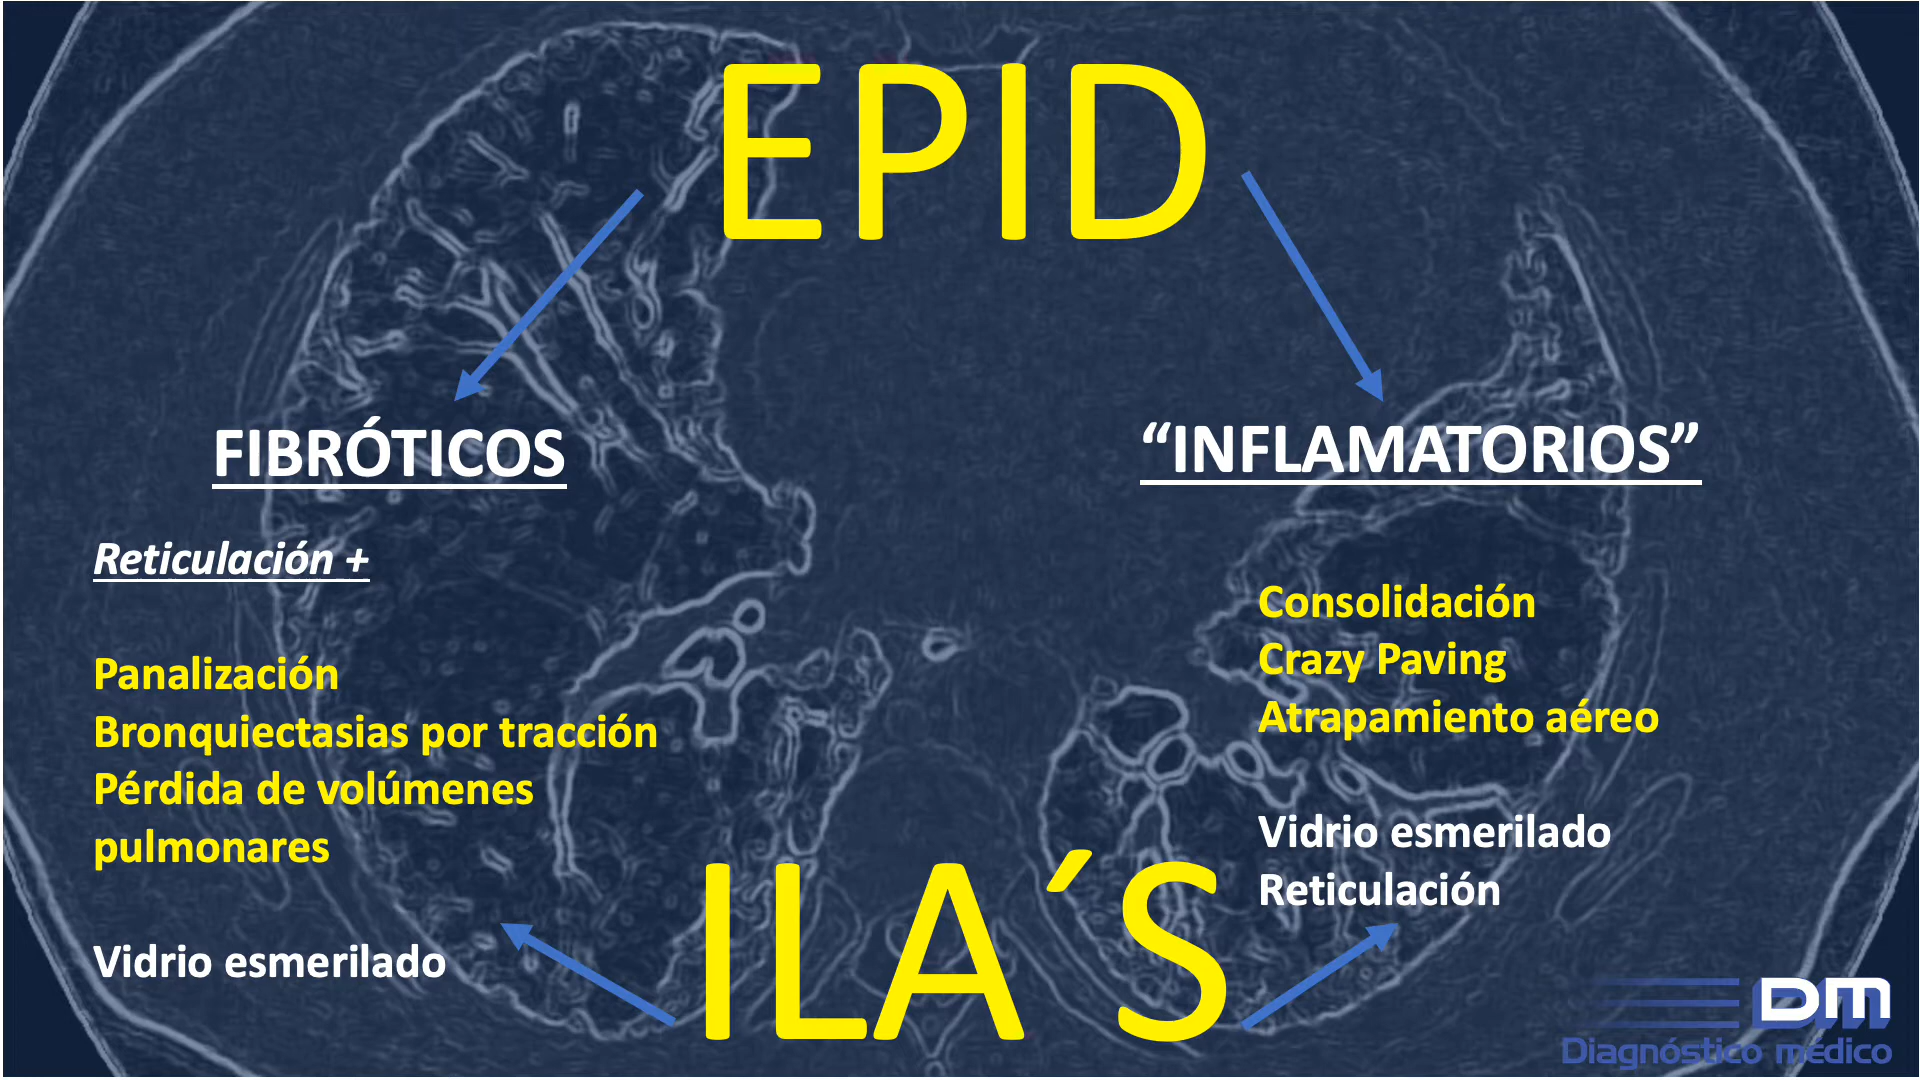 EPID
FIBRÓTICOS
Reticulación +
Panalización
Bronquiectasias por tracción
Pérdida de volúmenes
pulmonares
Vidrio esmerilado
“INFLAMATORIOS”
Consolidación
Crazy Paving
Atrapamiento aéreo
Vidrio esmerilado
Reticulación
ILA´S
DM
Diagnóstico médico